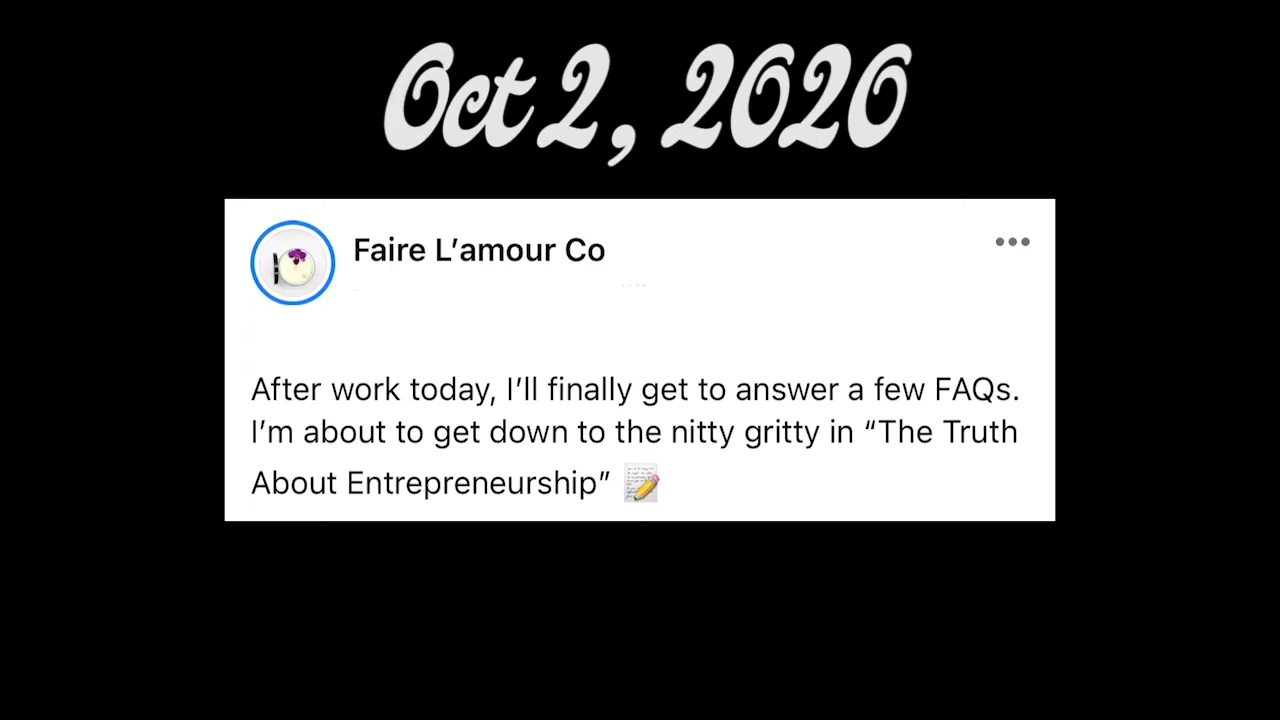 Oct 2, 2020
Faire L’amour Co
After work today, I’ll finally get to answer a few FAQs.
I’m about to get down to the nitty gritty in “The Truth
About Entrepreneurship” 📝